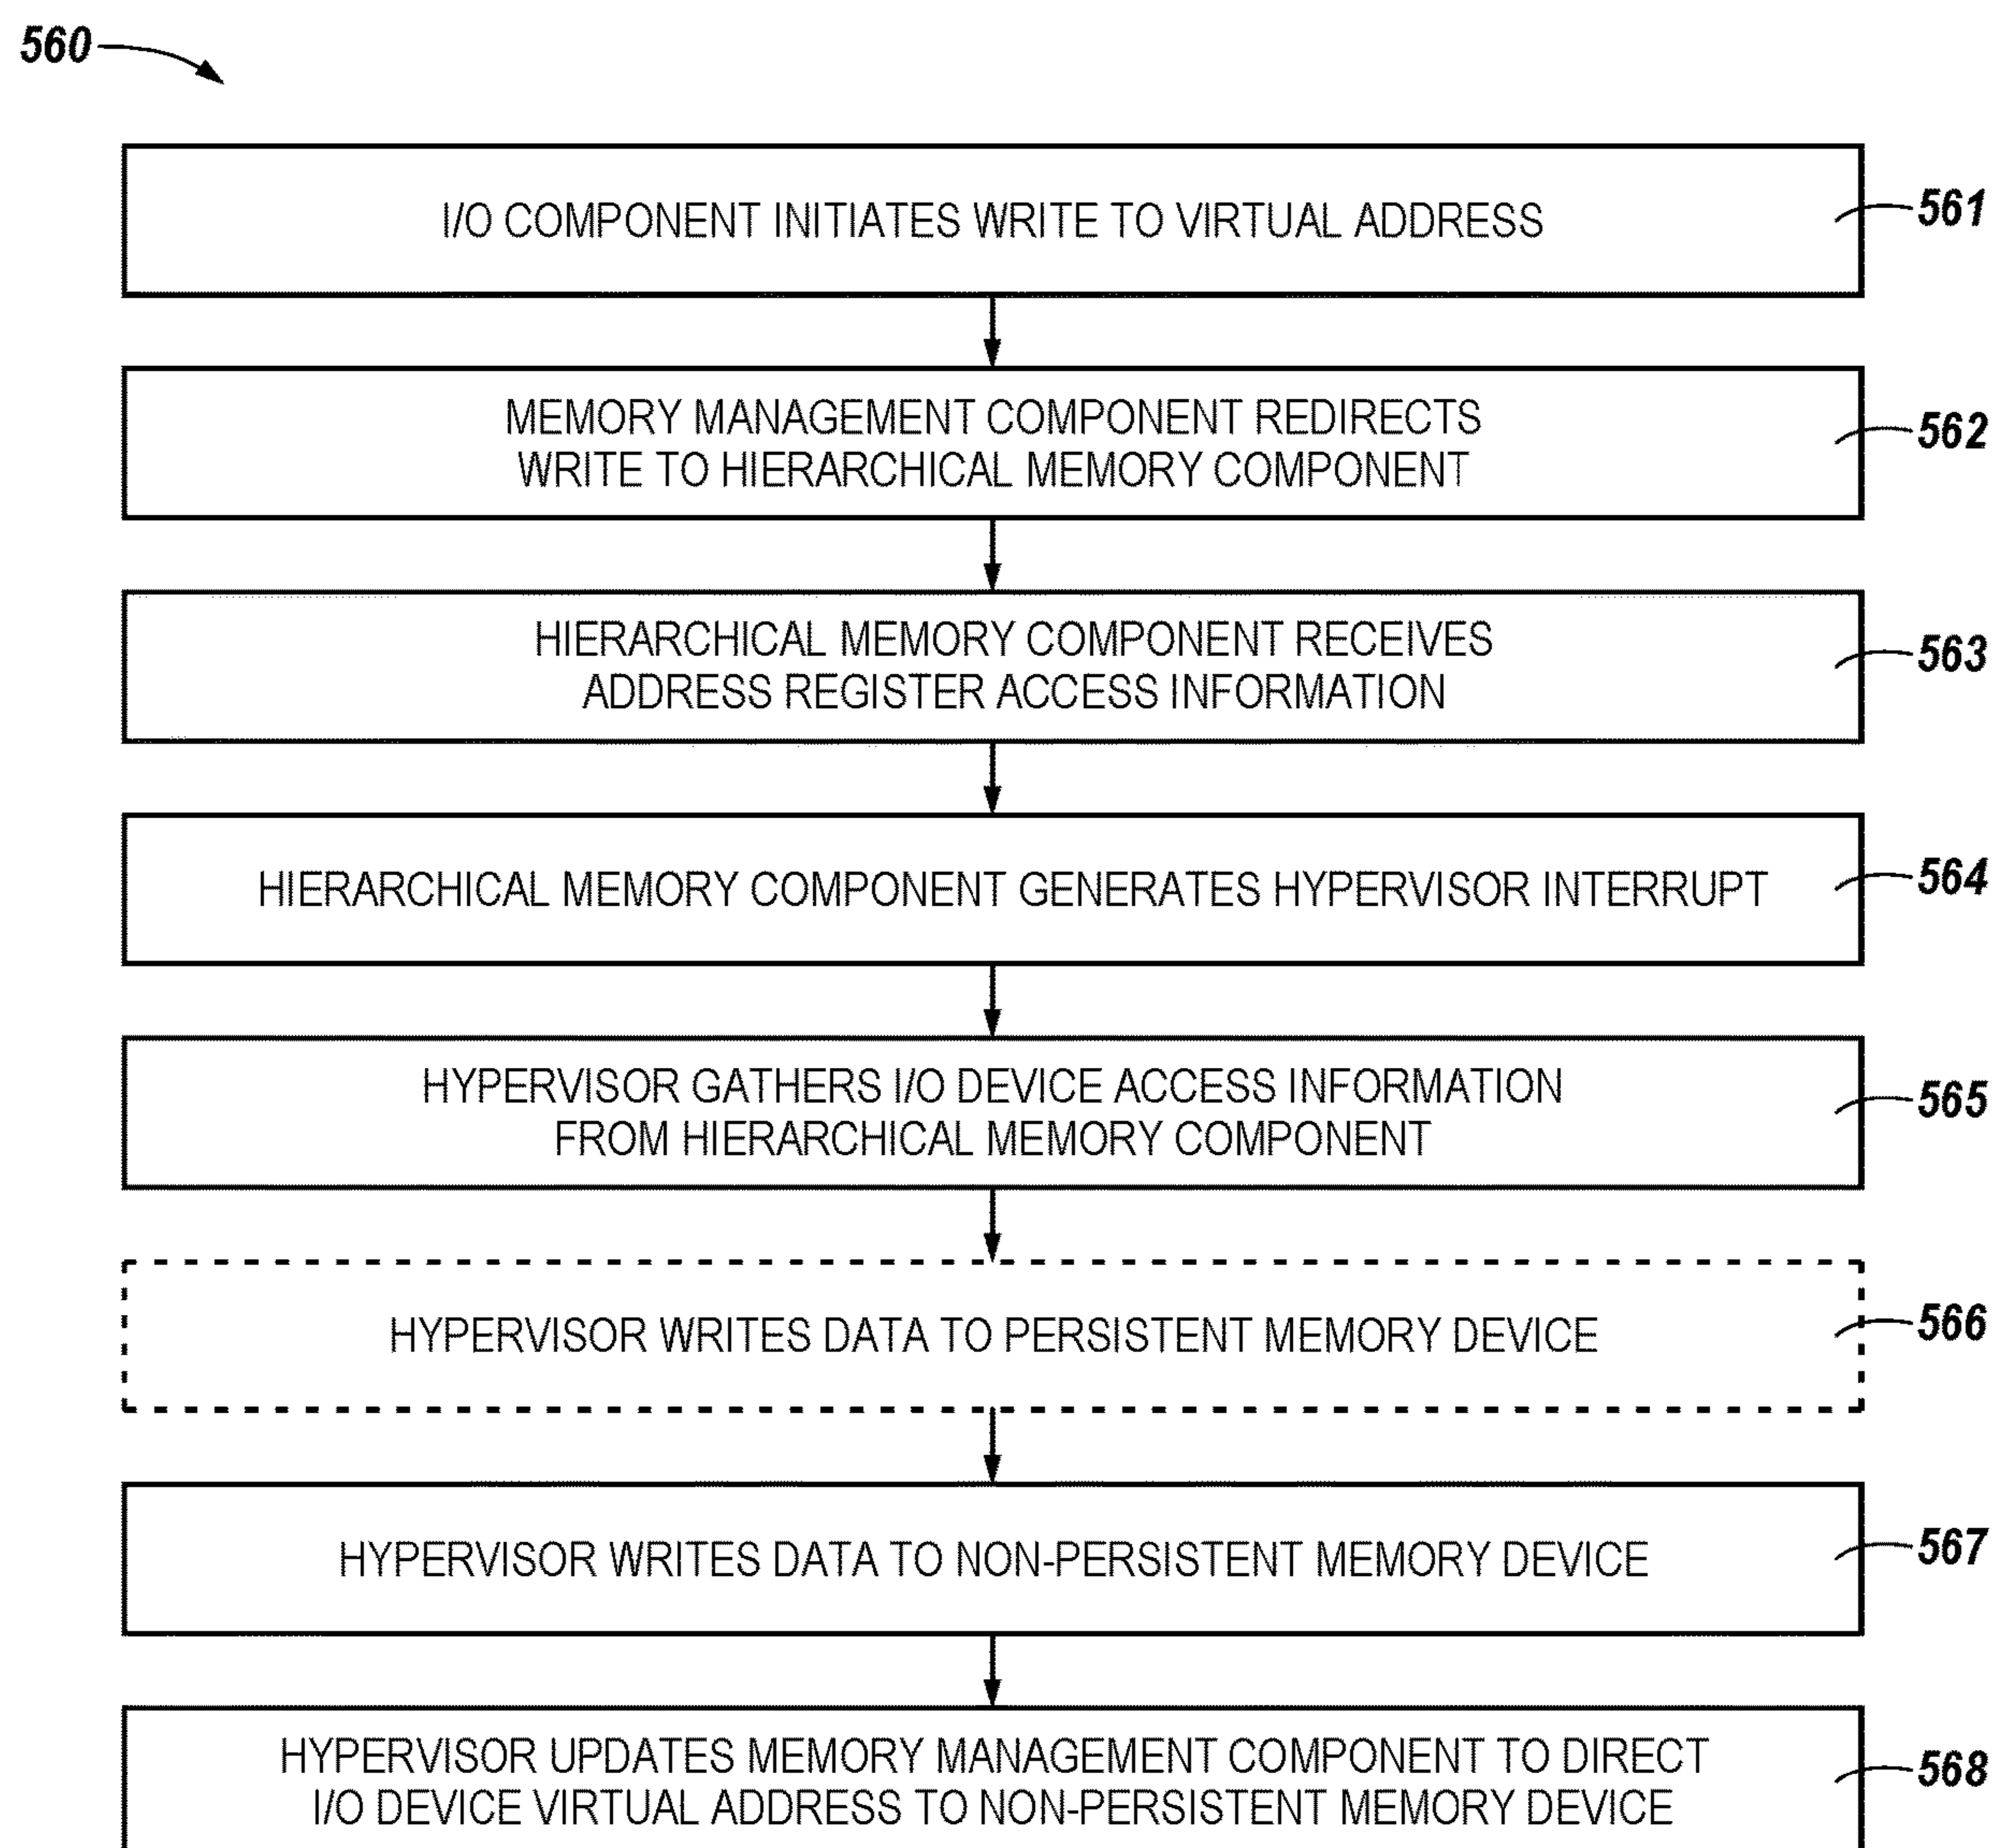 560
I/O COMPONENT INITIATES WRITE TO VIRTUAL ADDRESS
561
MEMORY MANAGEMENT COMPONENT REDIRECTS
WRITE TO HIERARCHICAL MEMORY COMPONENT
562
HIERARCHICAL MEMORY COMPONENT RECEIVES
ADDRESS REGISTER ACCESS INFORMATION
563
HIERARCHICAL MEMORY COMPONENT GENERATES HYPERVISOR INTERRUPT
564
HYPERVISOR GATHERS I/O DEVICE ACCESS INFORMATION
FROM HIERARCHICAL MEMORY COMPONENT
565
HYPERVISOR WRITES DATA TO PERSISTENT MEMORY DEVICE
566
HYPERVISOR WRITES DATA TO NON-PERSISTENT MEMORY DEVICE
567
HYPERVISOR UPDATES MEMORY MANAGEMENT COMPONENT TO DIRECT
I/O DEVICE VIRTUAL ADDRESS TO NON-PERSISTENT MEMORY DEVICE
568